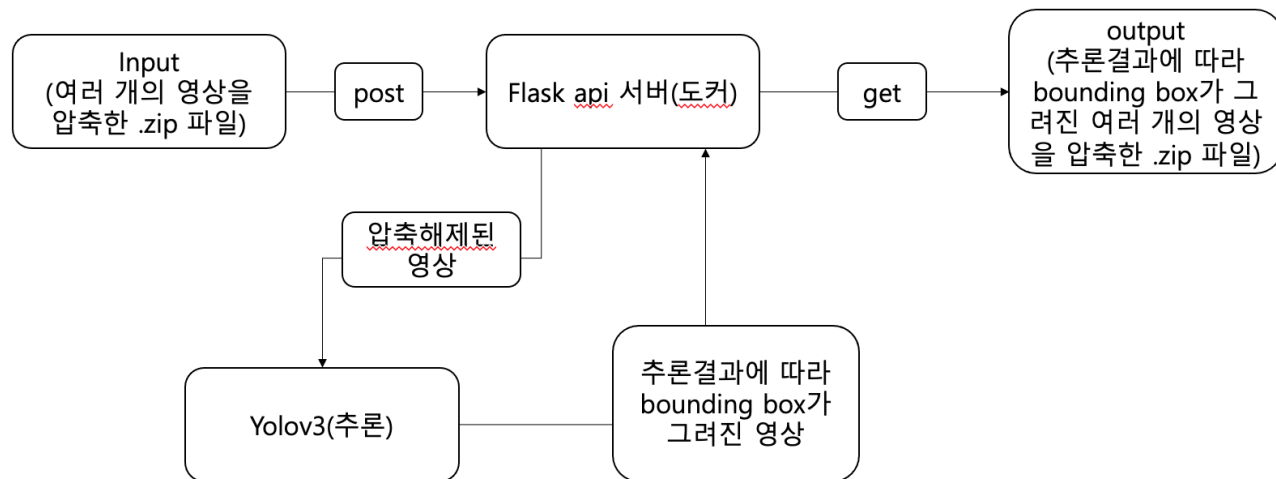 Input
(여러 개의 영상을
압축한 .zip 파일)
post
Flask api 서버(도커)
get
output
(추론결과에 따라
bounding box가 그
려진 여러 개의 영상
을 압축한 .zip 파일)
압축해제된
영상
Yolov3(추론)
추론결과에 따라
bounding box가
그려진 영상